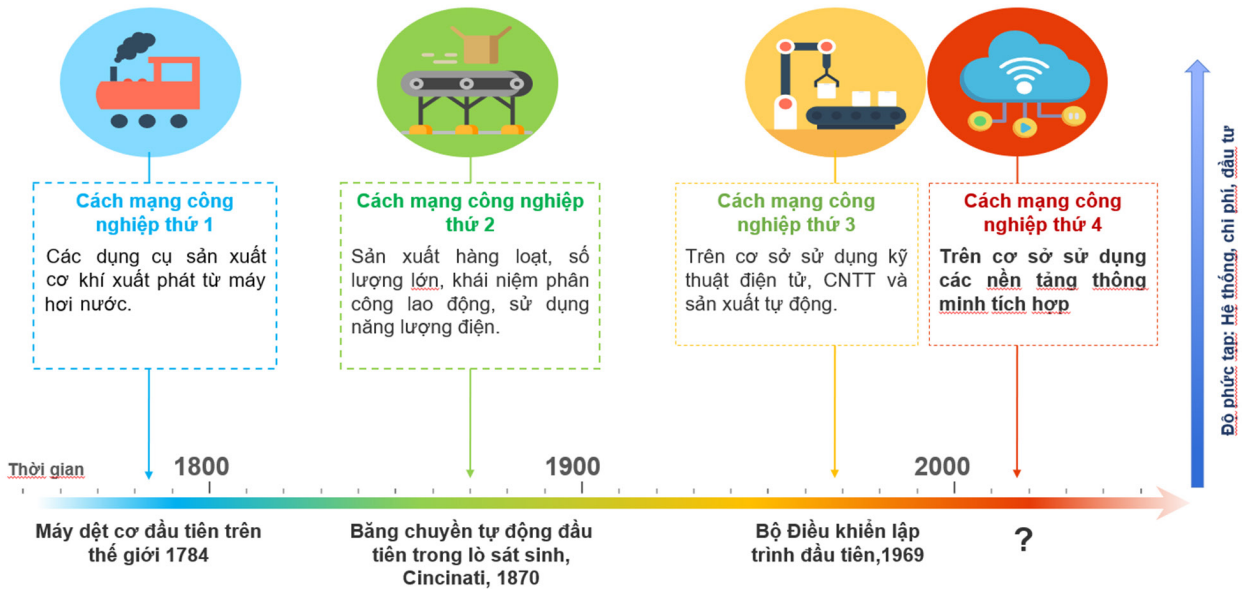 Cách mạng công
nghiệp thứ 1
Các dụng cụ sản xuất
cơ khí xuất phát từ máy
hơi nước.
Cách mạng công nghiệp
thứ 2
Sản xuất hàng loạt, số
lượng lớn, khái niệm phân
công lao động, sử dụng
năng lượng điện.
Cách mạng công
nghiệp thứ 3
Trên cơ sở sử dụng kỹ
thuật điện tử, CNTT và
sản xuất tự động.
Cách mạng công
nghiệp thứ 4
Trên cơ sở sử dụng
các nền tảng thông
minh tích hợp
Độ phức tạp: Hệ thống, chi phí, đầu tư
Thời gian
1800
1900
2000
Máy dệt cơ đầu tiên trên
thế giới 1784
Băng chuyền tự động đầu
tiên trong lò sát sinh,
Cincinati, 1870
Bộ Điều khiển lập
trình đầu tiên,1969
?